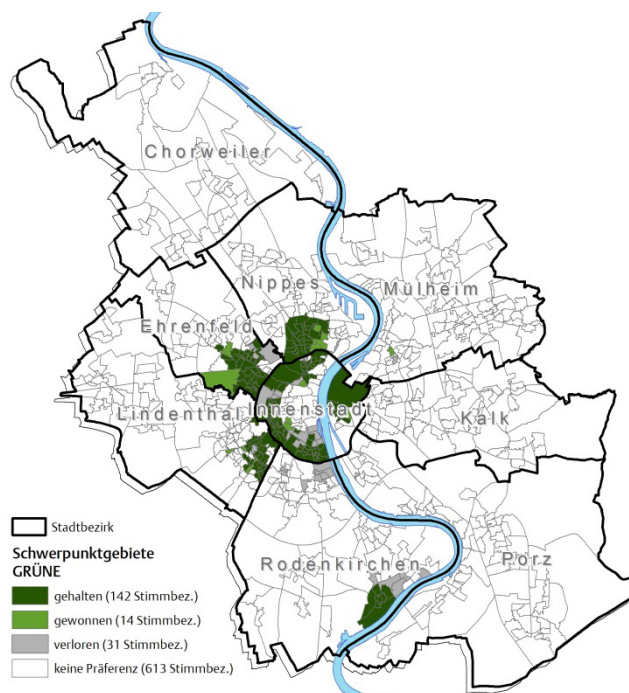 Chorweiler
Nippes
Mülheim
Ehrenfeld
Lindenthal
Innenstadt
Kalk
Rodenkirchen
Porz
Stadtbezirk
Schwerpunktgebiete
GRÜNE
gehalten (142 Stimmbez.)
gewonnen (14 Stimmbez.)
verloren (31 Stimmbez.)
keine Präferenz (613 Stimmbez.)